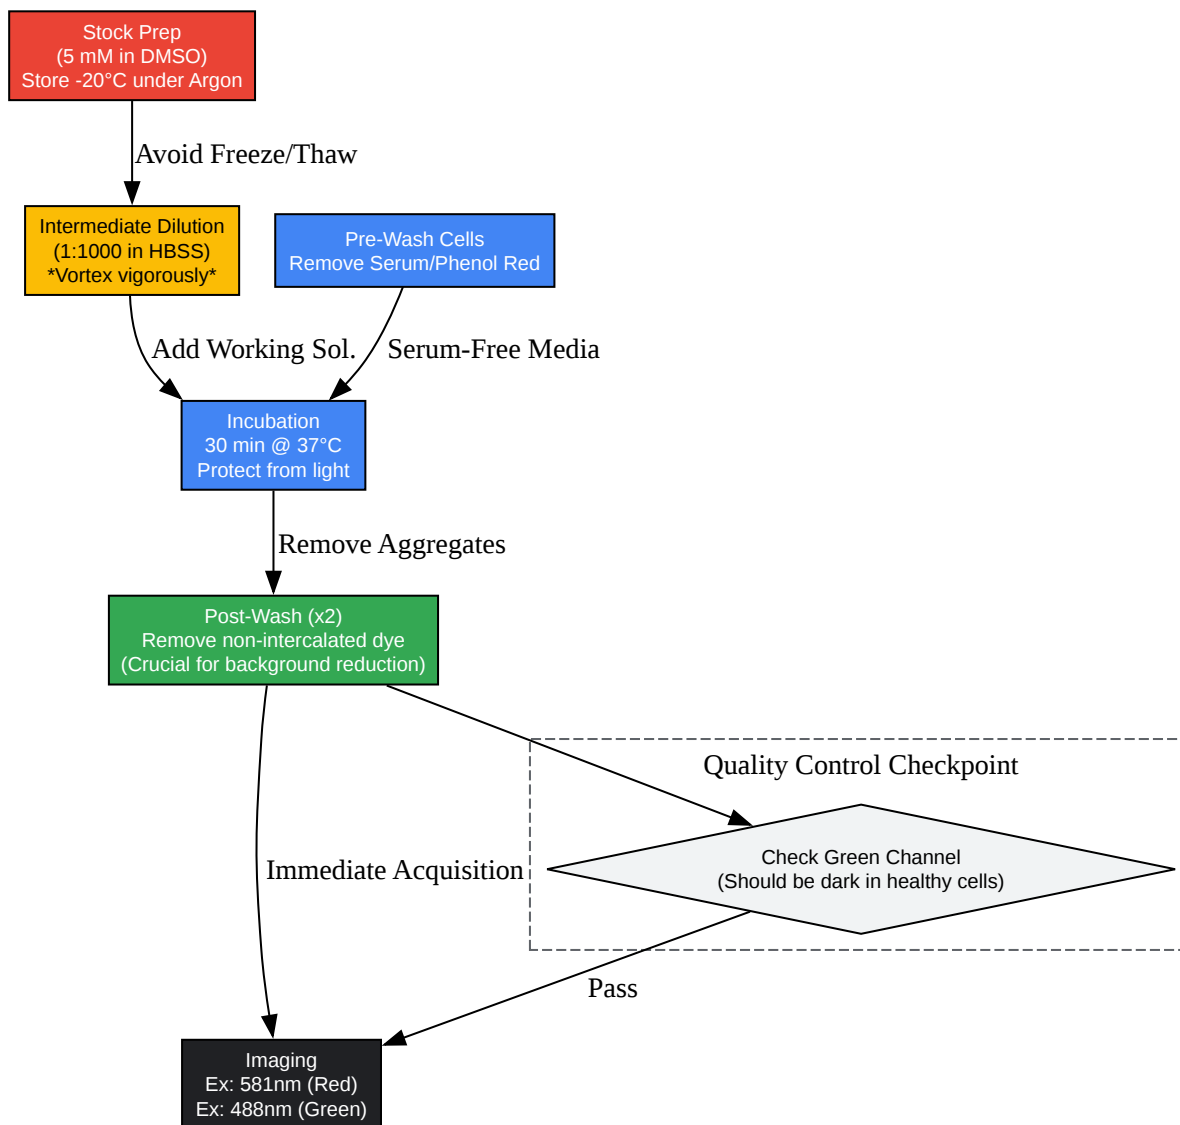 Stock Prep
(5 mM in DMSO)
Store -20°C under Argon
Avoid Freeze/Thaw
Intermediate Dilution
(1:1000 in HBSS)
*Vortex vigorously*
Pre-Wash Cells
Remove Serum/Phenol Red
Add Working Sol.
Serum-Free Media
Incubation
30 min @ 37°C
Protect from light
Remove Aggregates
Post-Wash (x2)
Remove non-intercalated dye
(Crucial for background reduction)
Quality Control Checkpoint
Check Green Channel
(Should be dark in healthy cells)
Immediate Acquisition
Pass
Imaging
Ex: 581nm (Red)
Ex: 488nm (Green)